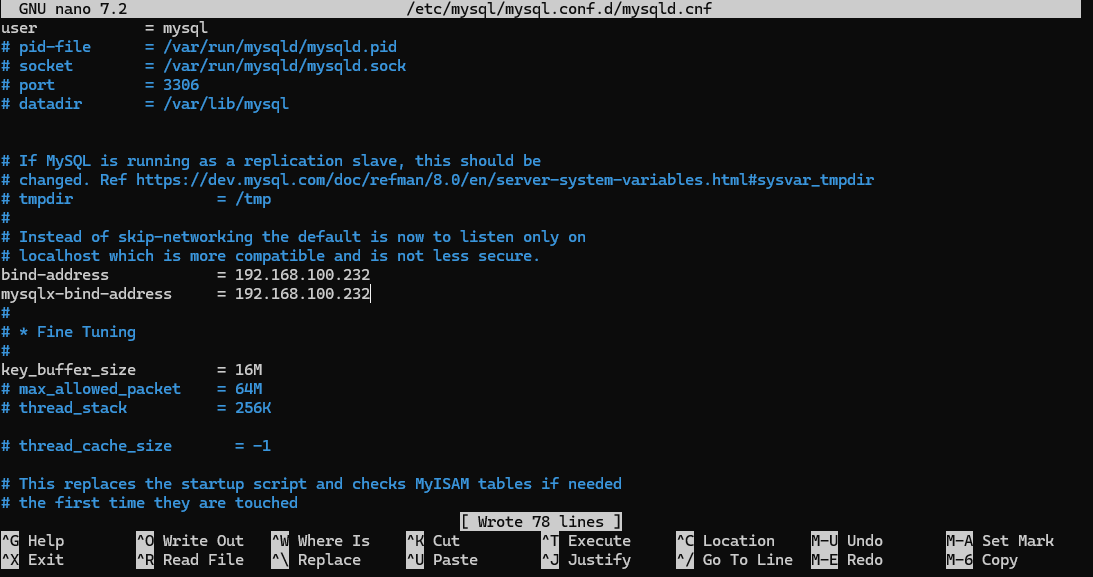 GNU nano 7.2 /etc/mysql/mysql.conf.d/mysqld.cnf
user = mysql
# pid-file = /var/run/mysqld/mysqld.pid
# socket = /var/run/mysqld/mysqld.sock
# port = 3306
# datadir = /var/lib/mysql
# If MySQL is running as a replication slave, this should be
# changed. Ref https://dev.mysql.com/doc/refman/8.0/en/server-system-variables.html#sysvar_tmpdir
# tmpdir = /tmp
#
# Instead of skip-networking the default is now to listen only on
# localhost which is more compatible and is not less secure.
bind-address = 192.168.100.232
mysqlx-bind-address = 192.168.100.232
#
# * Fine Tuning
#
key_buffer_size = 16M
# max_allowed_packet = 64M
# thread_stack = 256K
# thread_cache_size = -1
# This replaces the startup script and checks MyISAM tables if needed
# the first time they are touched
[ Wrote 78 lines ]
^G Help ^O Write Out ^W Where Is ^K Cut ^T Execute ^C Location M-U Undo M-A Set Mark
^X Exit ^R Read File ^\ Replace ^U Paste ^J Justify ^/ Go To Line M-E Redo M-6 Copy